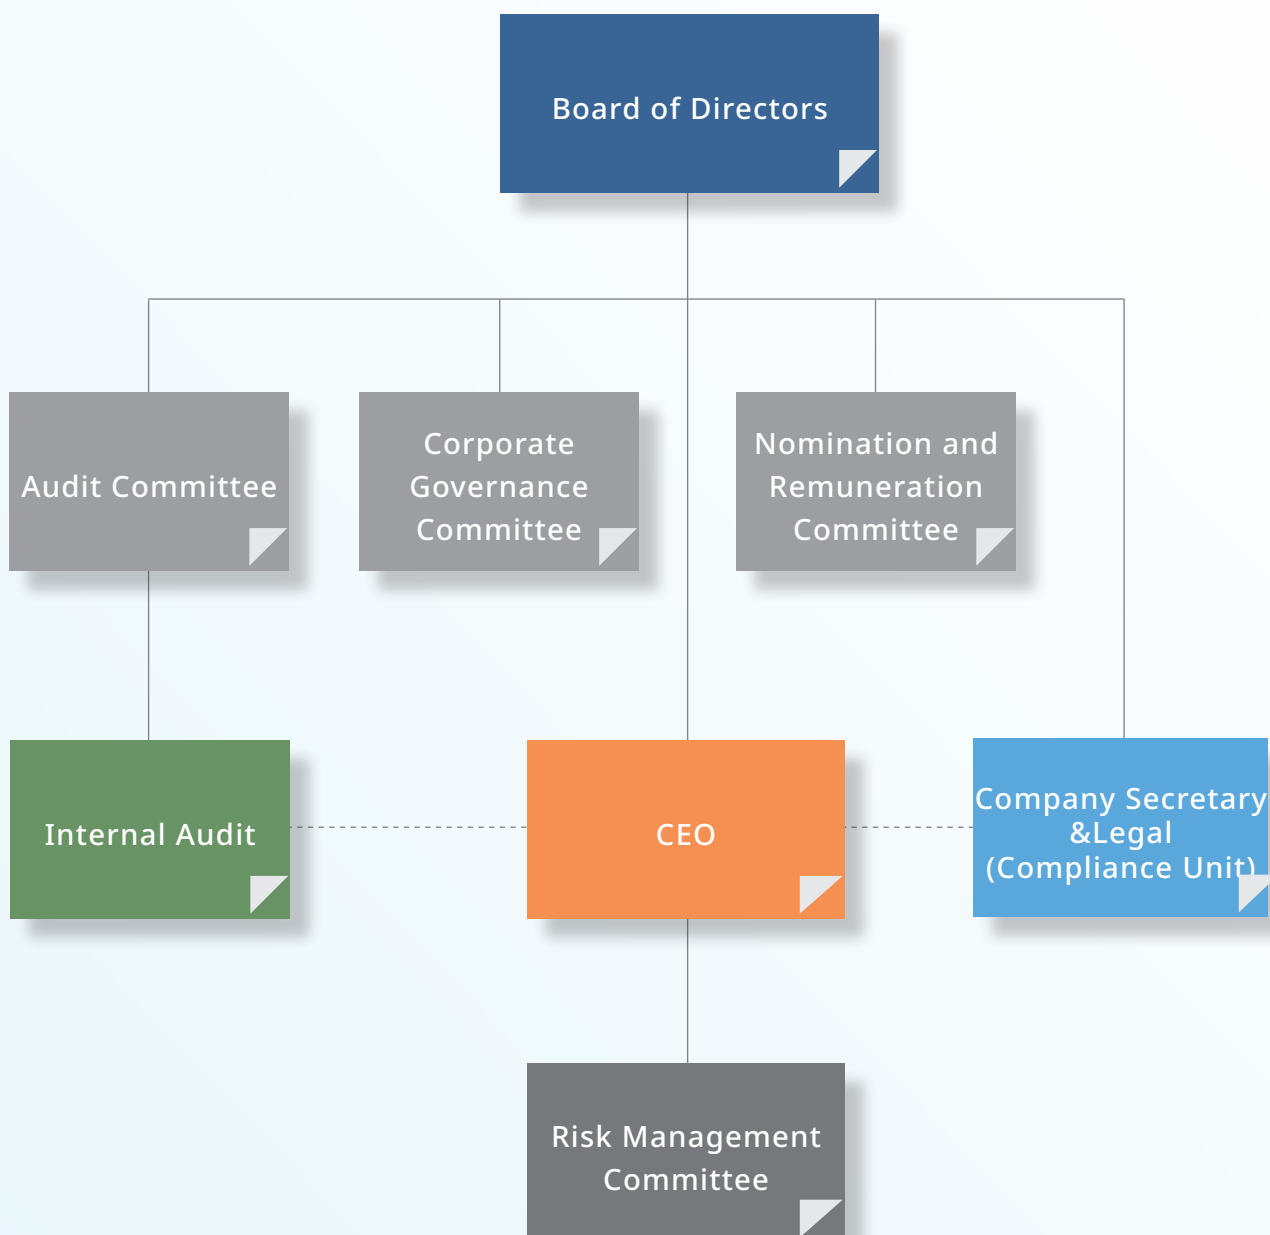 Board of Directors
Audit Committee
Corporate
Governance
Committee
Nomination and
Remuneration
Committee
Internal Audit
CEO
Company Secretary
&Legal
(Compliance Unit)
Risk Management
Committee